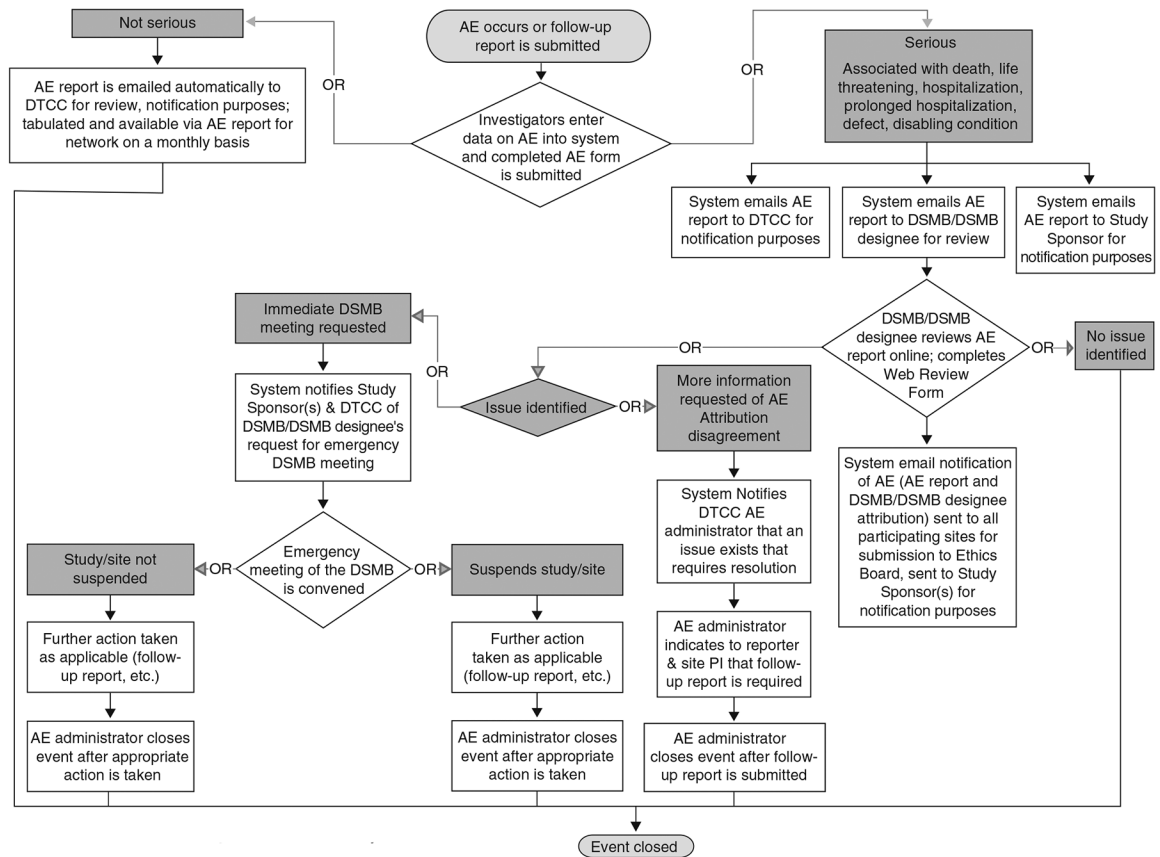 AE occurs or follow-up
report is submitted
Investigators enter
data on AE into system
and completed AE form
is submitted
OR
Not serious
AE report is emailed automatically to
DTCC for review, notification purposes;
tabulated and available via AE report for
network on a monthly basis
OR
Serious
Associated with death, life
threatening, hospitalization,
prolonged hospitalization,
defect, disabling condition
System emails AE
report to DTCC for
notification purposes
System emails AE
report to DSMB/DSMB
designee for review
System emails
AE report to Study
Sponsor for
notification purposes
DSMB/DSMB
designee reviews AE
report online; completes
Web Review
Form
OR
No issue
identified
System email notification
of AE (AE report and
DSMB/DSMB designee
attribution) sent to all
participating sites for
submission to Ethics
Board, sent to Study
Sponsor(s) for
notification purposes
OR
Issue identified
OR
Immediate DSMB
meeting requested
System notifies Study
Sponsor(s) & DTCC of
DSMB/DSMB designee's
request for emergency
DSMB meeting
Emergency
meeting of the DSMB
is convened
OR
Study/site not
suspended
Further action taken
as applicable (follow-
up report, etc.)
AE administrator closes
event after appropriate
action is taken
OR
Suspends study/site
Further action
taken as applicable
(follow-up report, etc.)
AE administrator closes
event after appropriate
action is taken
OR
More information
requested of AE
Attribution
disagreement
System Notifies
DTCC AE
administrator that an
issue exists that
requires resolution
AE administrator
indicates to reporter
& site PI that follow-
up report is required
AE administrator
closes event after follow-
up report is submitted
Event closed